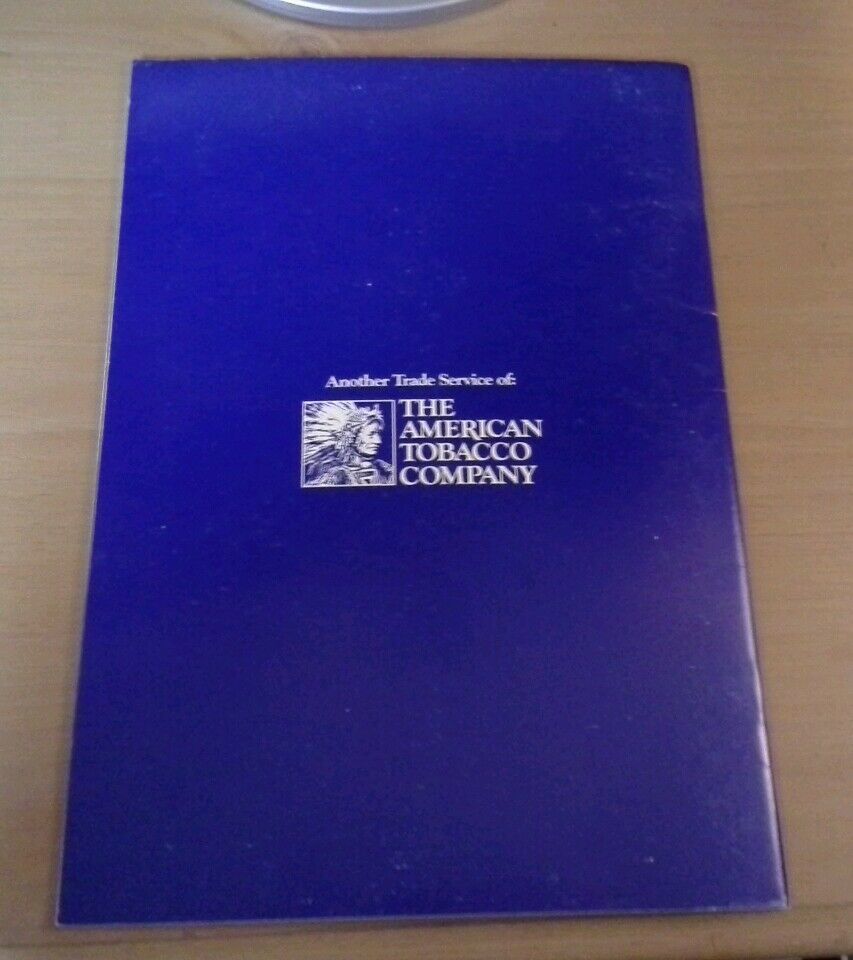 Another Trade Service of:
THE
AMERICAN
TOBACCO
COMPANY